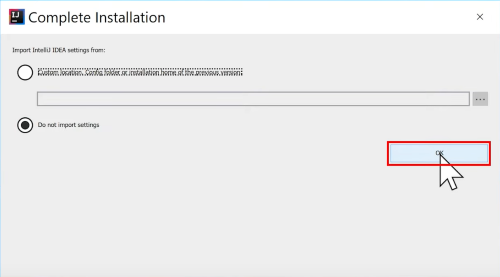 IJ Complete Installation
Import IntelliJ IDEA settings from:
Custom location. Config folder or installation home of the previous version:
...
Do not import settings
OK